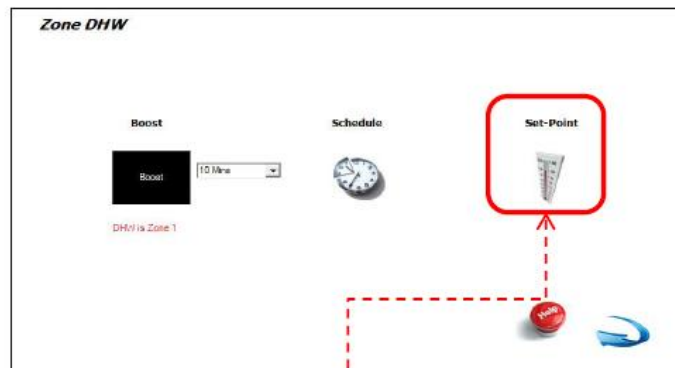 Zone DHW
Boost
Schedule
Set-Point
Boost
10 Mins
DHW is Zone 1
Help